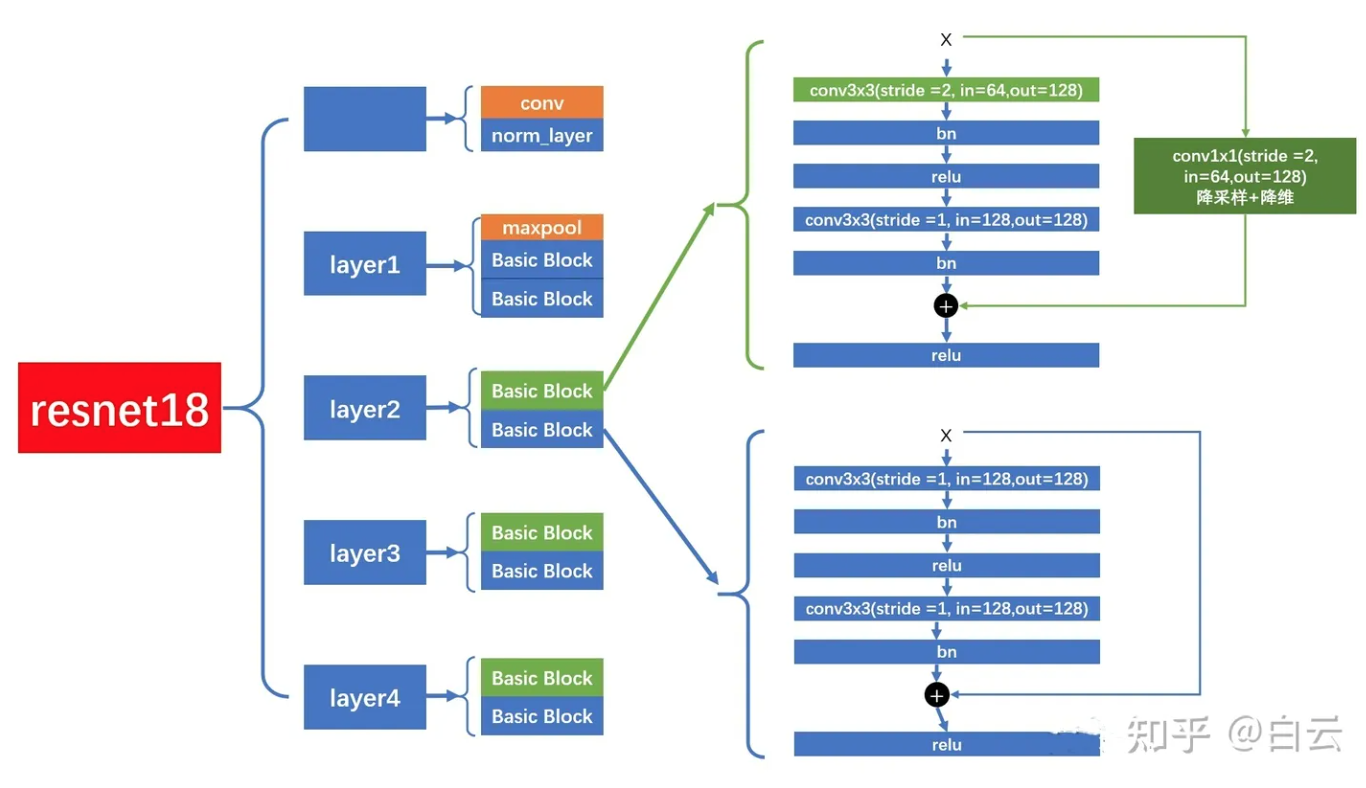 resnet18
conv
norm_layer
layer1
maxpool
Basic Block
Basic Block
layer2
Basic Block
Basic Block
layer3
Basic Block
Basic Block
layer4
Basic Block
Basic Block
X
conv3x3(stride =2, in=64,out=128)
bn
relu
conv3x3(stride =1, in=128,out=128)
bn
+
relu
conv1x1(stride =2,
in=64,out=128)
降采样+降维
X
conv3x3(stride =1, in=128,out=128)
bn
relu
conv3x3(stride =1, in=128,out=128)
bn
+
relu
知乎 @白云